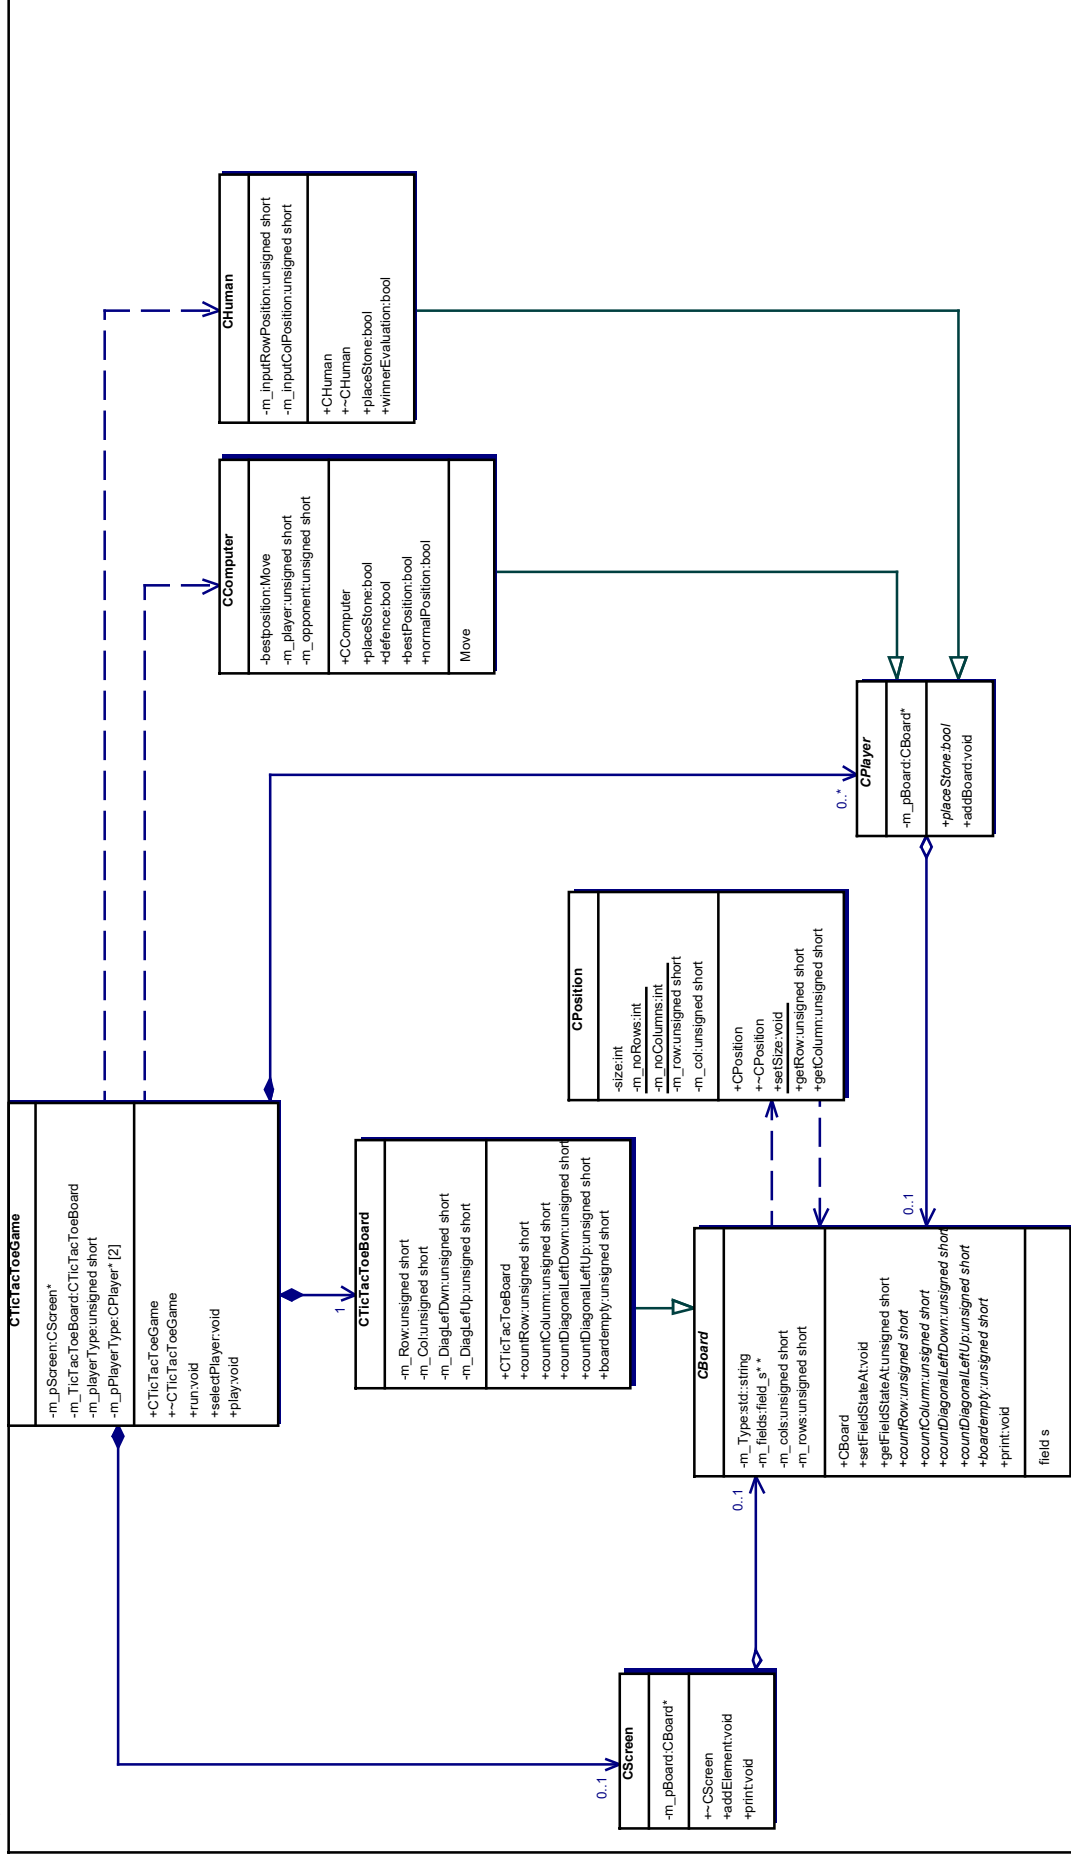 CTicTacToeGame
-m_pScreen:CScreen*
-m_TicTacToeBoard:CTicTacToeBoard
-m_playerType:unsigned short
-m_pPlayerType:CPlayer* [2]
+CTicTacToeGame
+~CTicTacToeGame
+run:void
+selectPlayer:void
+play:void
CHuman
-m_inputRowPosition:unsigned short
-m_inputColPosition:unsigned short
+CHuman
+~CHuman
+placeStone:bool
+winnerEvaluation:bool
CComputer
-bestposition:Move
-m_player:unsigned short
-m_opponent:unsigned short
+CComputer
+placeStone:bool
+defence:bool
+bestPosition:bool
+normalPosition:bool
Move
1
CTicTacToeBoard
-m_Row:unsigned short
-m_Col:unsigned short
-m_DiagLefDwn:unsigned short
-m_DiagLefUp:unsigned short
+CTicTacToeBoard
+countRow:unsigned short
+countColumn:unsigned short
+countDiagonalLeftDown:unsigned short
+countDiagonalLeftUp:unsigned short
+boardempty:unsigned short
CPosition
-size:int
-m_noRows:int
-m_noColumns:int
-m_row:unsigned short
-m_col:unsigned short
+CPosition
+~CPosition
+setSize:void
+getRow:unsigned short
+getColumn:unsigned short
0..1
CScreen
-m_pBoard:CBoard*
+~CScreen
+addElement:void
+print:void
0..1
CBoard
-m_Type:std::string
-m_fields:field_s* *
-m_cols:unsigned short
-m_rows:unsigned short
+CBoard
+setFieldStateAt:void
+getFieldStateAt:unsigned short
+countRow:unsigned short
+countColumn:unsigned short
+countDiagonalLeftDown:unsigned short
+countDiagonalLeftUp:unsigned short
+boardempty:unsigned short
+print:void
field s
0..1
0..*
CPlayer
-m_pBoard:CBoard*
+placeStone:bool
+addBoard:void